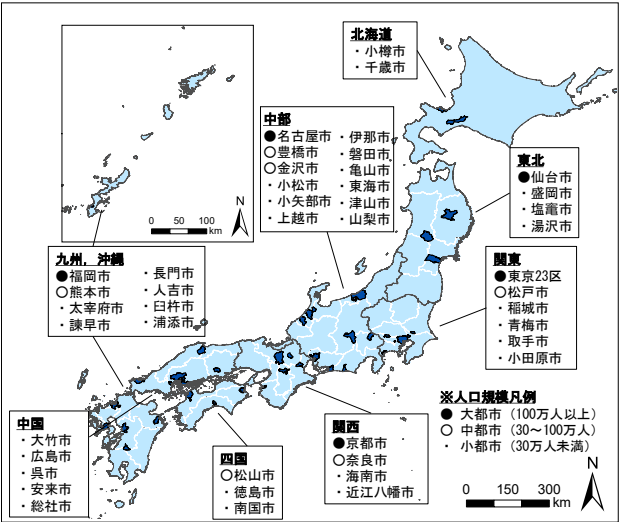 北海道
・小樽市
・千歳市
中部
●名古屋市 ・伊那市
○豊橋市 ・磐田市
○金沢市 ・亀山市
・小松市 ・東海市
・小矢部市 ・津山市
・上越市 ・山梨市
東北
●仙台市
・盛岡市
・塩竈市
・湯沢市
0 50 100
km
N
九州，沖縄
●福岡市 ・長門市
○熊本市 ・人吉市
・太宰府市 ・臼杵市
・諫早市 ・浦添市
関東
●東京23区
○松戸市
・稲城市
・青梅市
・取手市
・小田原市
中国
・大竹市
・広島市
・呉市
・安来市
・総社市
四国
○松山市
・徳島市
・南国市
関西
●京都市
○奈良市
・海南市
・近江八幡市
※人口規模凡例
● 大都市（100万人以上）
○ 中都市（30～100万人）
・ 小都市（30万人未満）
0 150 300
km
N